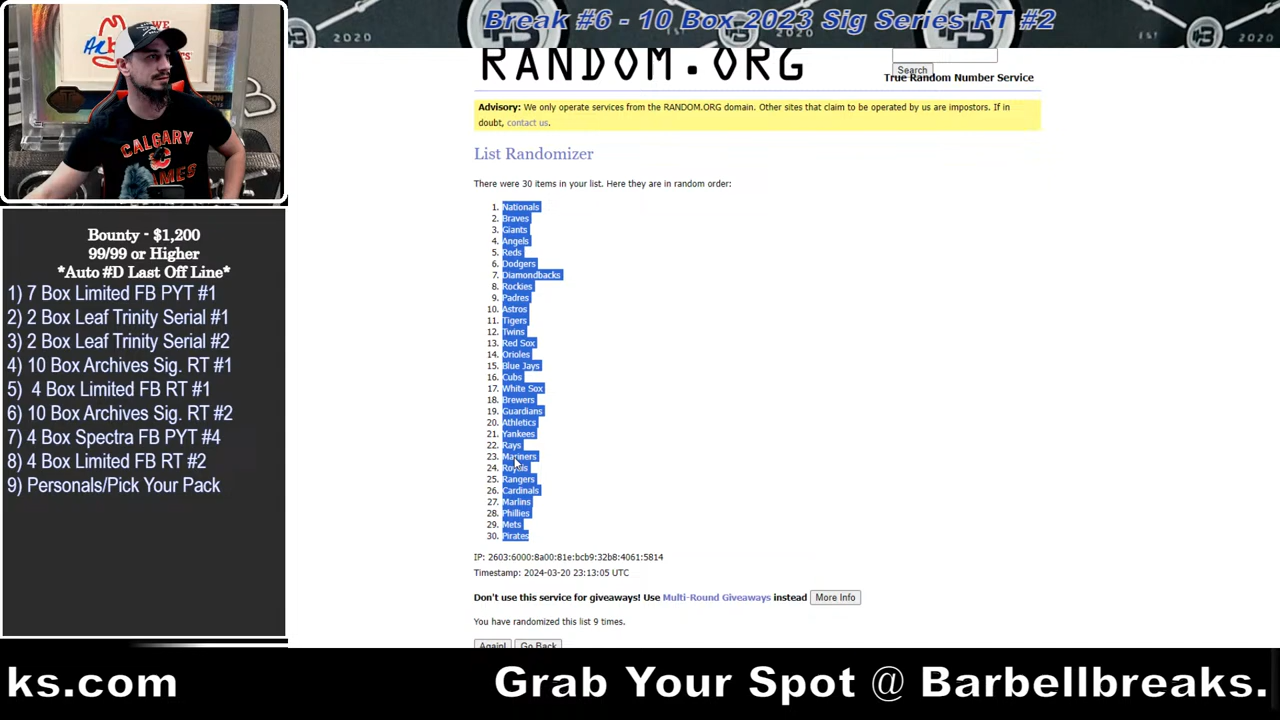 Break #6 - 10 Box 2023 Sig Series RT #2
RANDOM.ORG
Search
True Random Number Service
Advisory: We only operate services from the RANDOM.ORG domain. Other sites that claim to be operated by us are impostors. If in
doubt, contact us.
List Randomizer
There were 30 items in your list. Here they are in random order:
1. Nationals
2. Braves
3. Giants
4. Angels
5. Reds
6. Dodgers
7. Diamondbacks
8. Rockies
9. Padres
10. Astros
11. Tigers
12. Twins
13. Red Sox
14. Orioles
15. Blue Jays
16. Cubs
17. White Sox
18. Brewers
19. Guardians
20. Athletics
21. Yankees
22. Rays
23. Mariners
24. Royals
25. Rangers
26. Cardinals
27. Marlins
28. Phillies
29. Mets
30. Pirates
IP: 2603:6000:8a00:81e:bcb9:32b8:4061:5814
Timestamp: 2024-03-20 23:13:05 UTC
Don't use this service for giveaways! Use Multi-Round Giveaways instead More Info
You have randomized this list 9 times.
Again! Go Back
CALGARY
Bounty - $1,200
99/99 or Higher
*Auto #D Last Off Line*
1) 7 Box Limited FB PYT #1
2) 2 Box Leaf Trinity Serial #1
3) 2 Box Leaf Trinity Serial #2
4) 10 Box Archives Sig. RT #1
5) 4 Box Limited FB RT #1
6) 10 Box Archives Sig. RT #2
7) 4 Box Spectra FB PYT #4
8) 4 Box Limited FB RT #2
9) Personals/Pick Your Pack
ks.com Grab Your Spot @ Barbellbreaks.